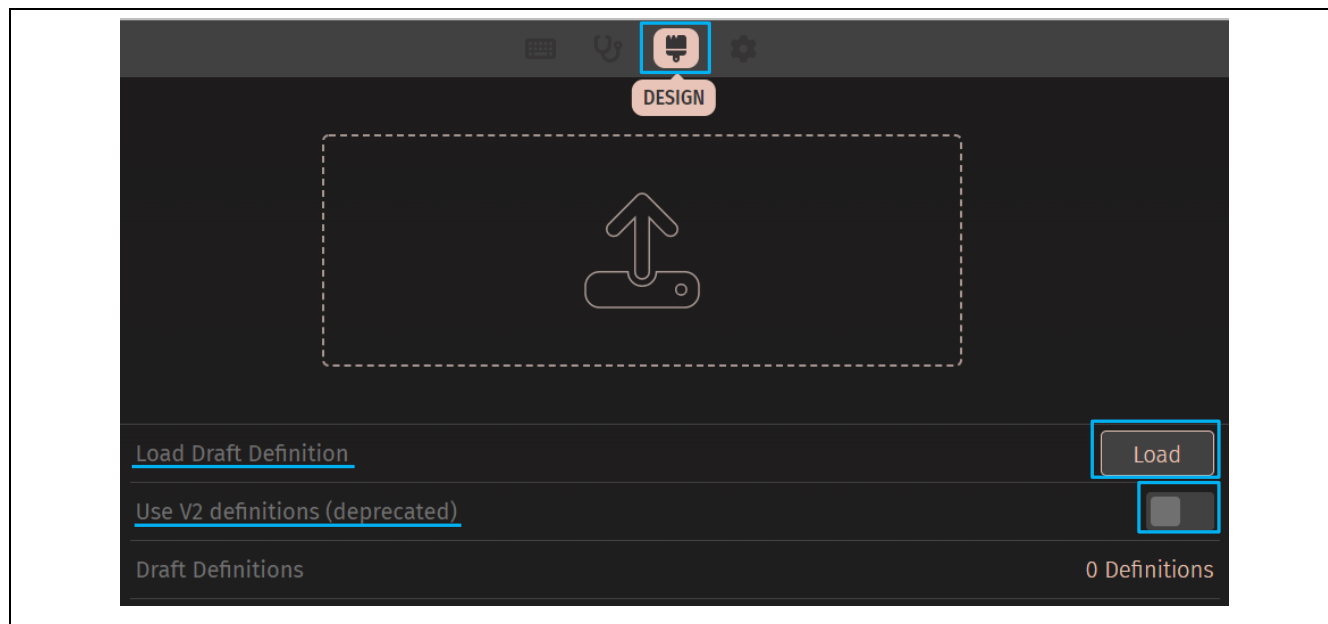 DESIGN
Load Draft Definition
Load
Use V2 definitions (deprecated)
Draft Definitions
0 Definitions